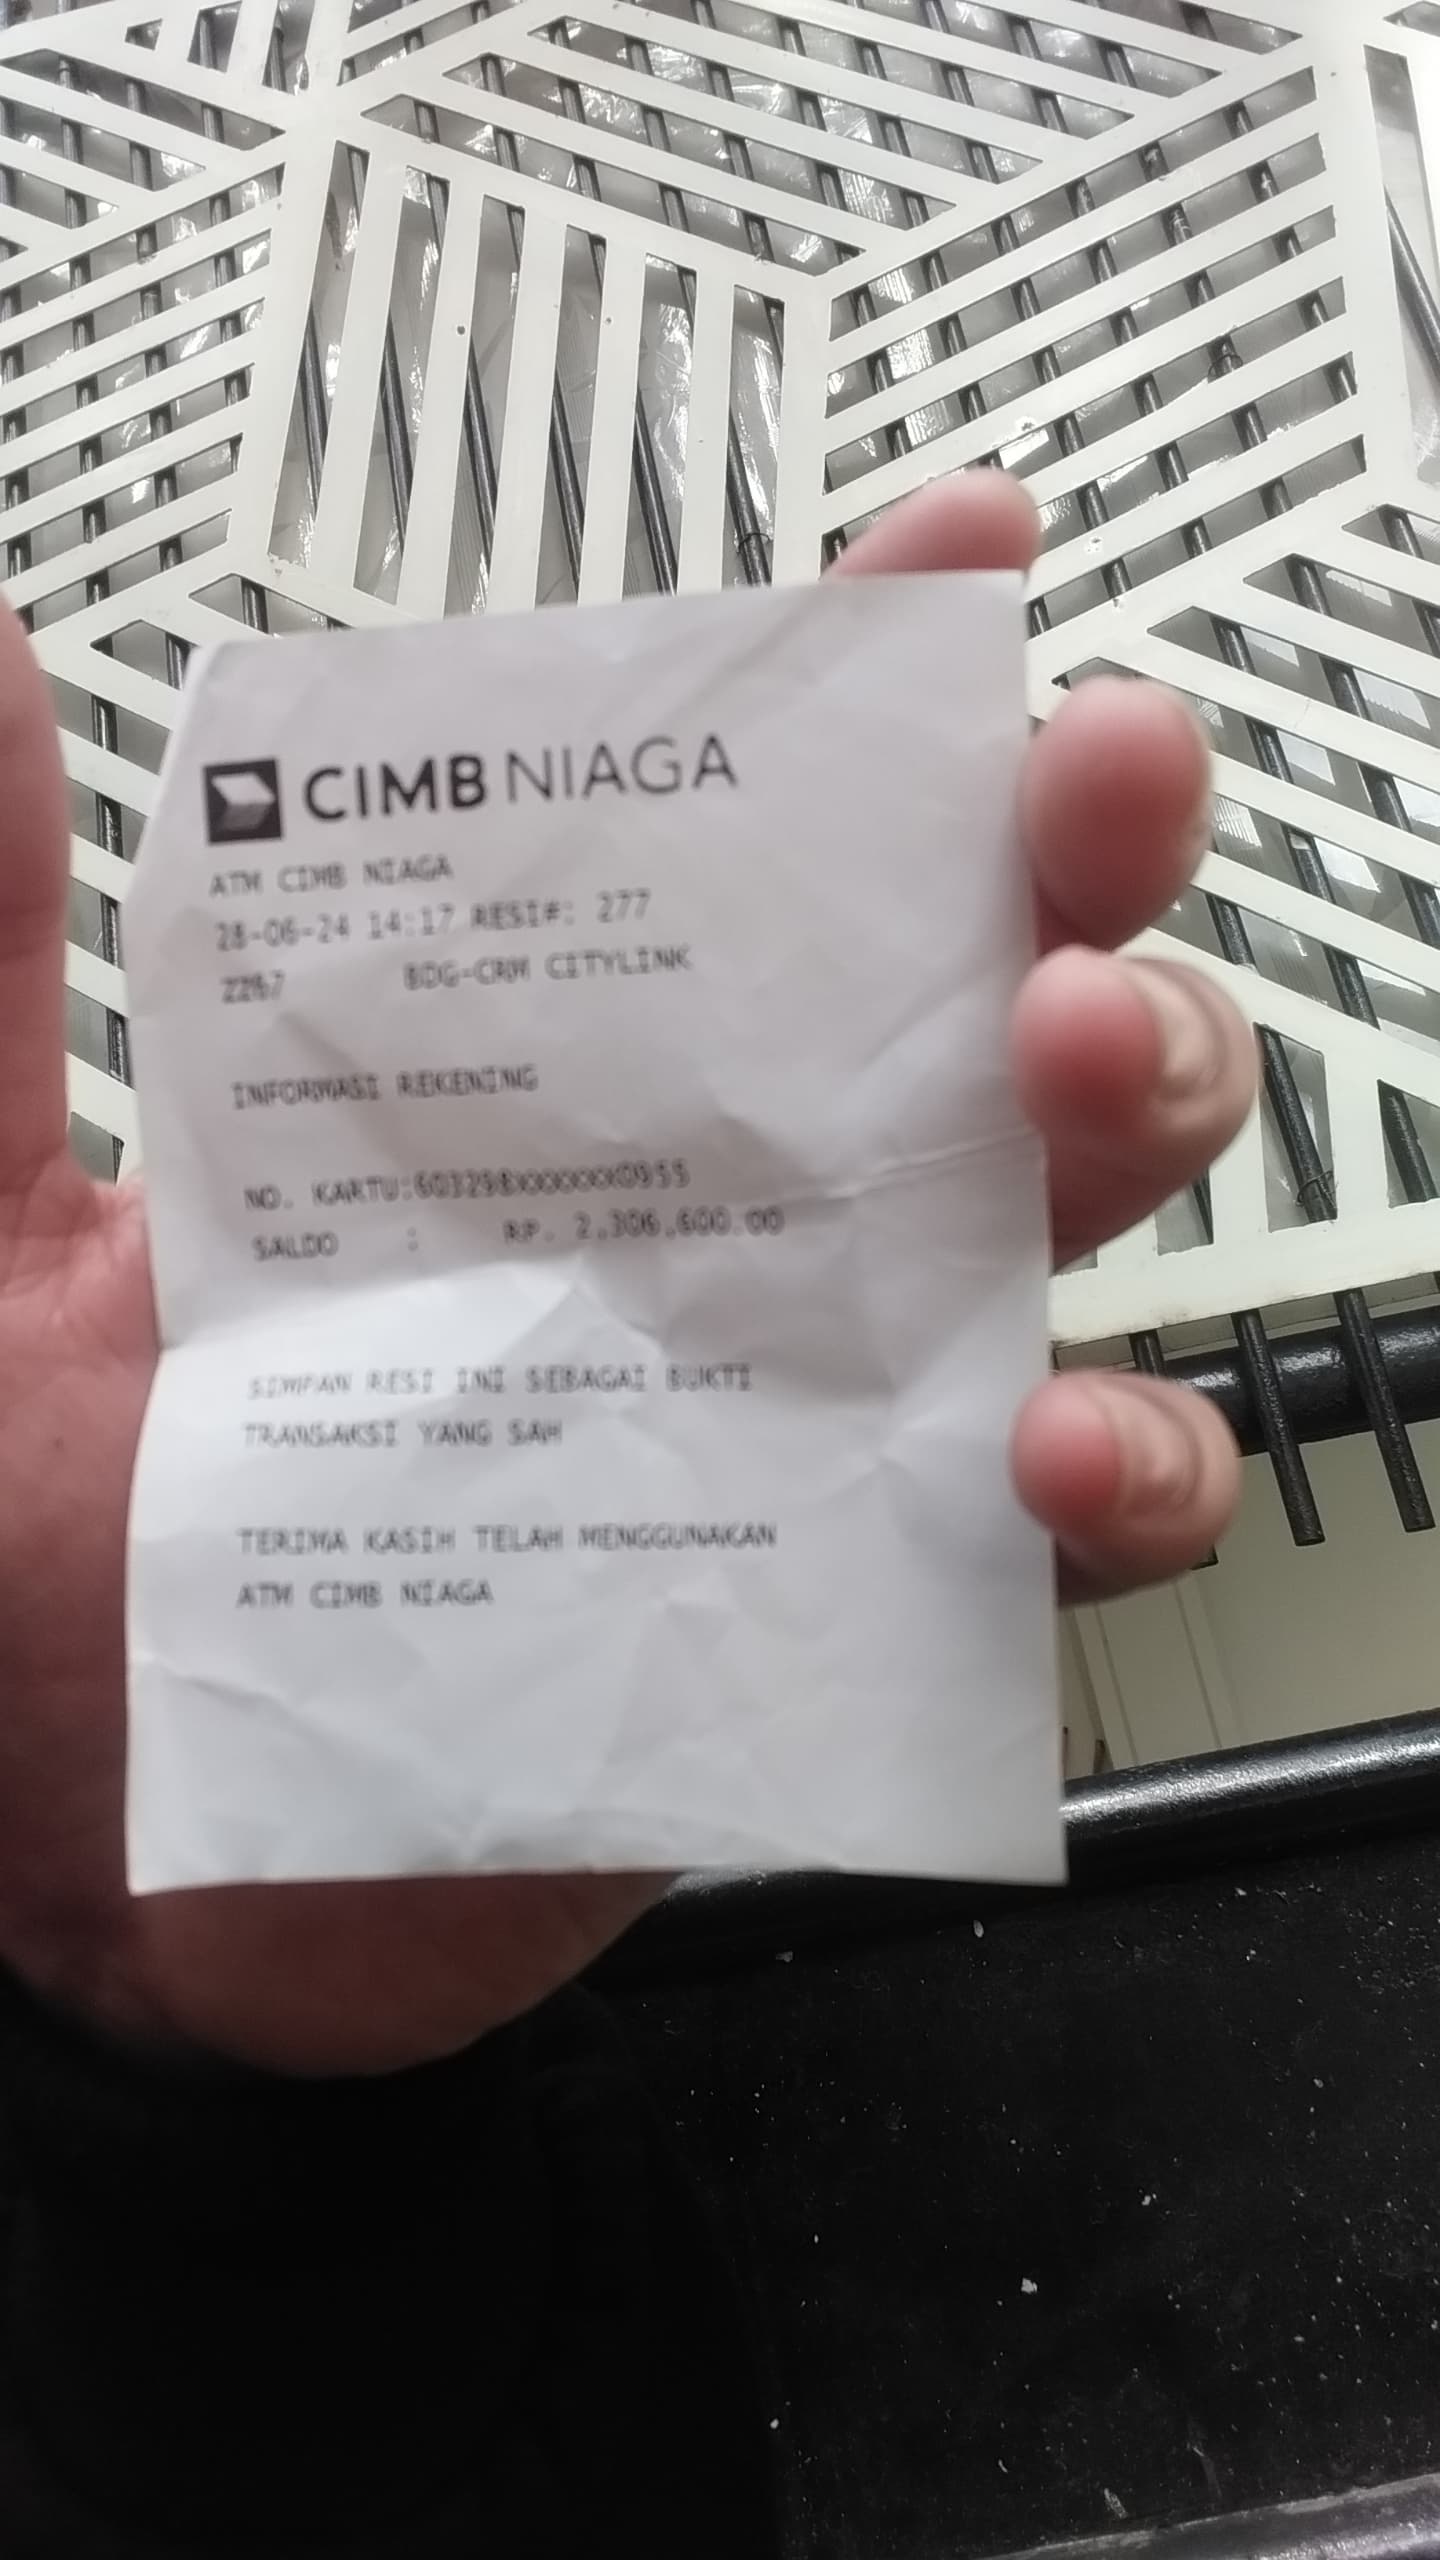 CIMB NIAGA
ATM CIMB NIAGA
28-06-24 14:17 RESI#: 277
BDG-CRM CITYLINK
INFORMASI REKENING
NO. KARTU:603298XXXXXX0955
SALDO : RP. 2,306,600.00
SIMPAN RESI INI SEBAGAI BUKTI
TRANSAKSI YANG SAH
TERIMA KASIH TELAH MENGGUNAKAN
ATM CIMB NIAGA